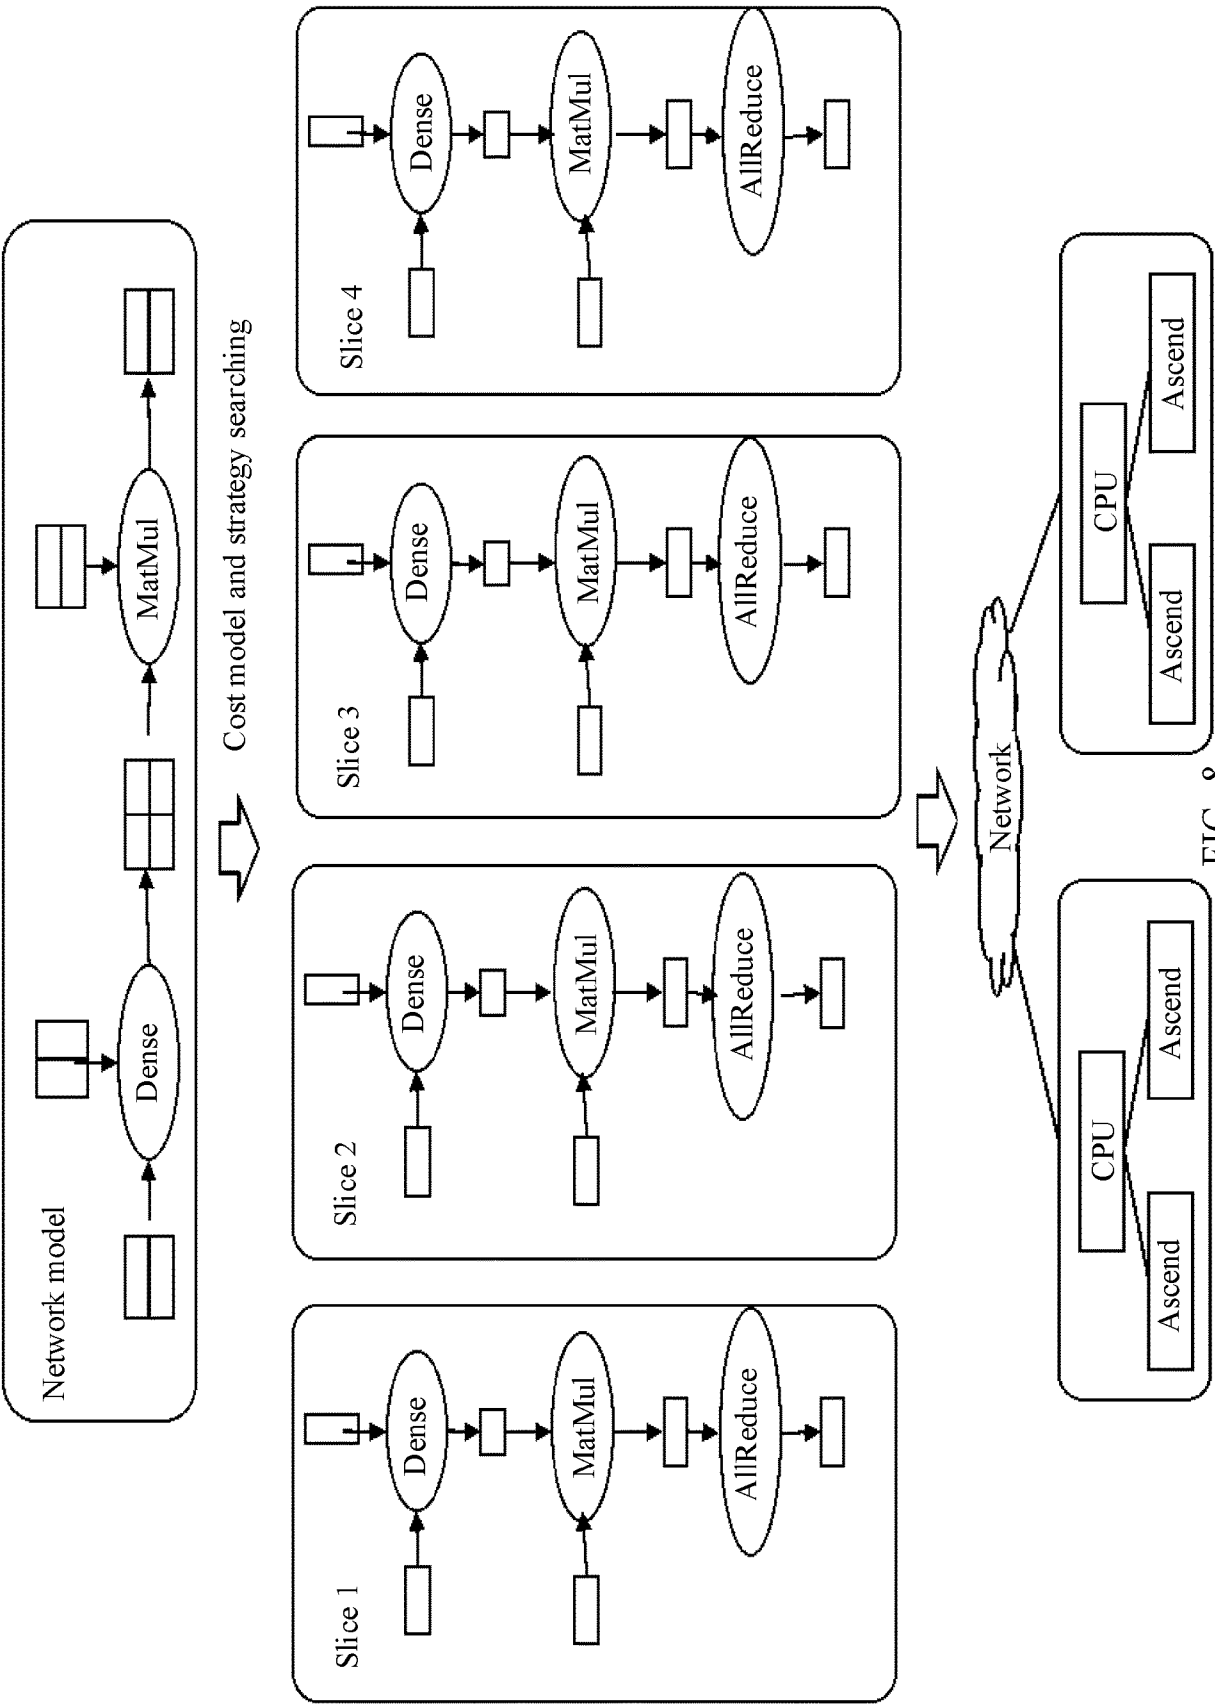 Network model
Dense
MatMul
Cost model and strategy searching
Slice 1
Dense
MatMul
AllReduce
Slice 2
Dense
MatMul
AllReduce
Slice 3
Dense
MatMul
AllReduce
Slice 4
Dense
MatMul
AllReduce
Network
CPU
Ascend
Ascend
CPU
Ascend
Ascend
FIG.